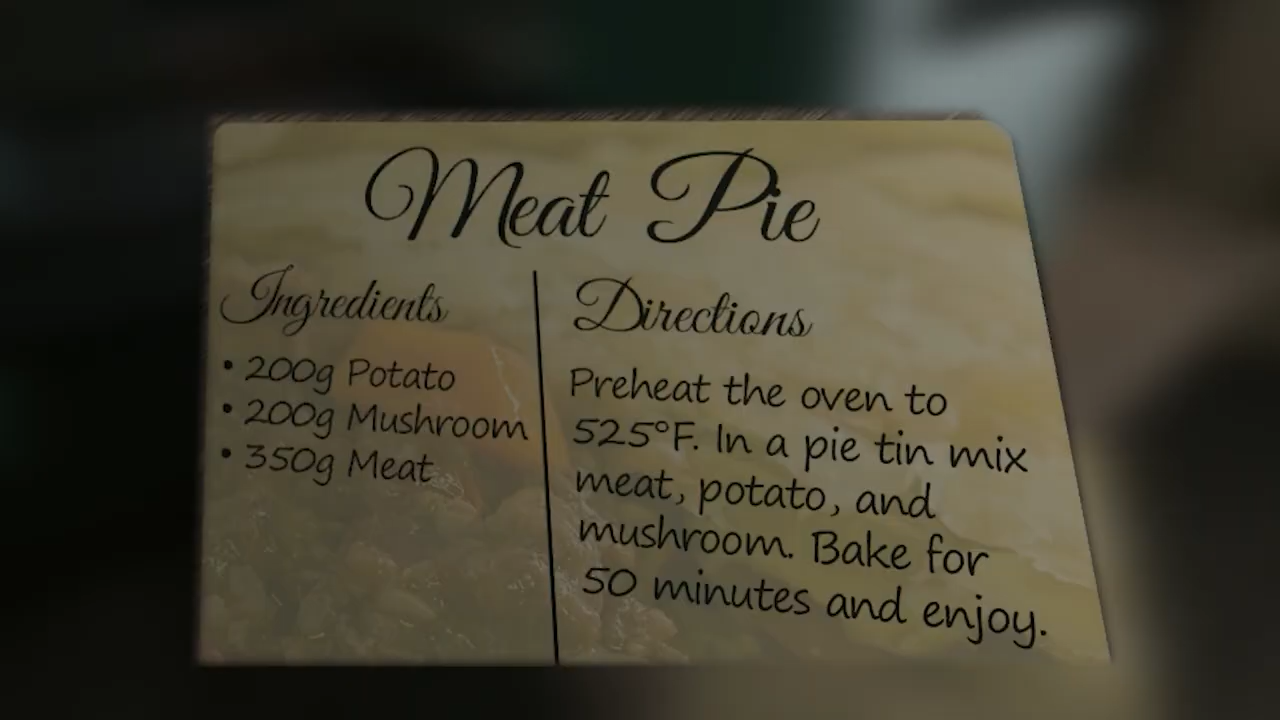 Meat Pie
Ingredients
• 200g Potato
• 200g Mushroom
• 350g Meat
Directions
Preheat the oven to
525°F. In a pie tin mix
meat, potato, and
mushroom. Bake for
50 minutes and enjoy.